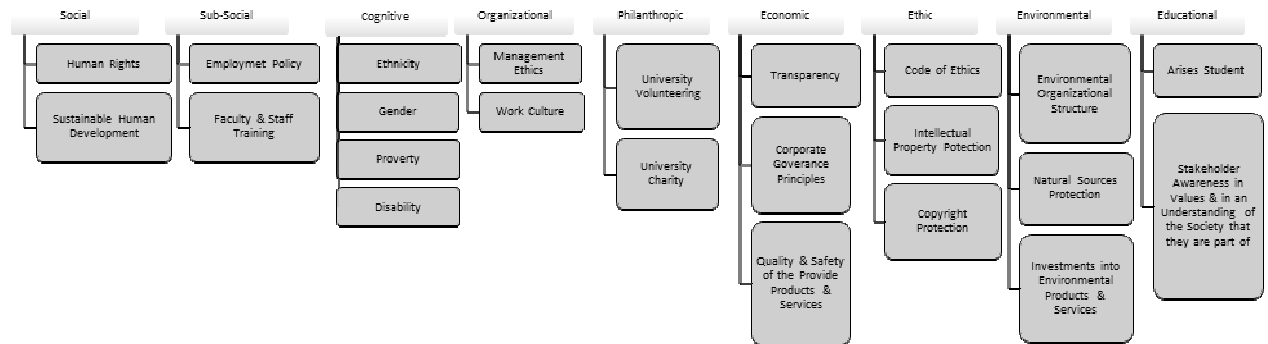 Social
Human Rights
Sustainable Human
Development
Sub-Social
Employmet Policy
Faculty & Staff
Training
Cognitive
Ethnicity
Gender
Proverty
Disability
Organizational
Management
Ethics
Work Culture
Philanthropic
University
Volunteering
University
Charity
Economic
Transparency
Corporate
Goverance
Principles
Quality & Safety
of the Provide
Products &
Services
Ethic
Code of Ethics
Intellectual
Property Potection
Copyright
Protection
Environmental
Environmental
Organizational
Structure
Natural Sources
Protection
Investments into
Environmental
Products &
Services
Educational
Arises Student
Stakeholder
Awareness in
Values & in an
Understanding of
the Society that
they are part of